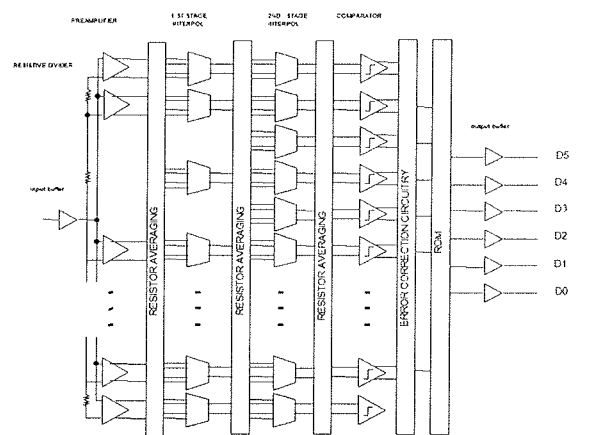 PREAMPLIFIER
1 ST STAGE
INTERPOL
2ND STAGE
INTERPOL
COMPARATOR
RESISTIVE DIVIDER
input buffer
output buffer
RESISTOR AVERAGING
RESISTOR AVERAGING
RESISTOR AVERAGING
ERROR CORRECTION CIRCUITRY
ROM
D5
D4
D3
D2
D1
D0